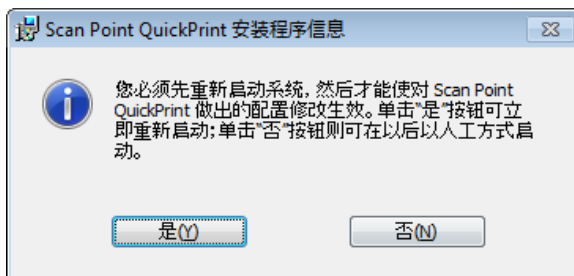 Scan Point QuickPrint 安装程序信息
您必须先重新启动系统,然后才能使对 Scan Point
QuickPrint 做出的配置修改生效。单击“是”按钮可立
即重新启动;单击“否”按钮则可在以后以人工方式启
动。
是(Y)
否(N)